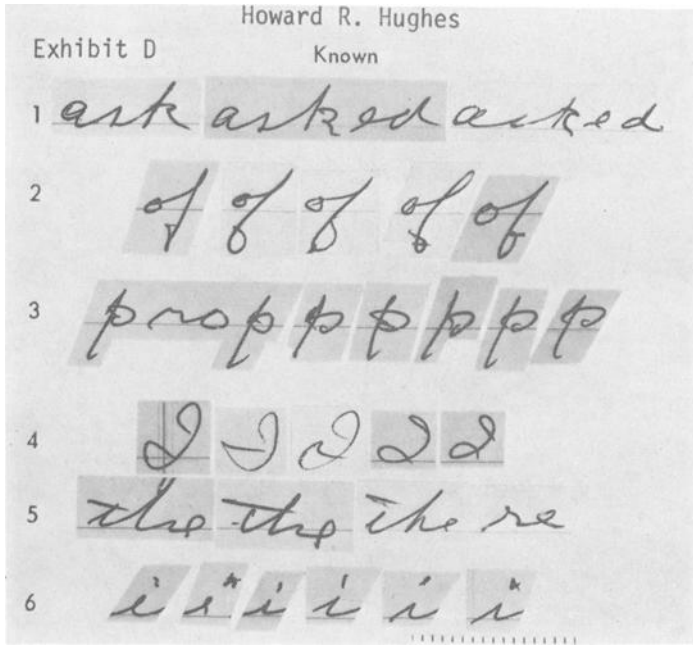 Howard R. Hughes
Exhibit D
Known
1 ask asked asked
2 of of of of of
3 prop p p p p p
4 I I I I I
5 the the the re
6 i i i i i i